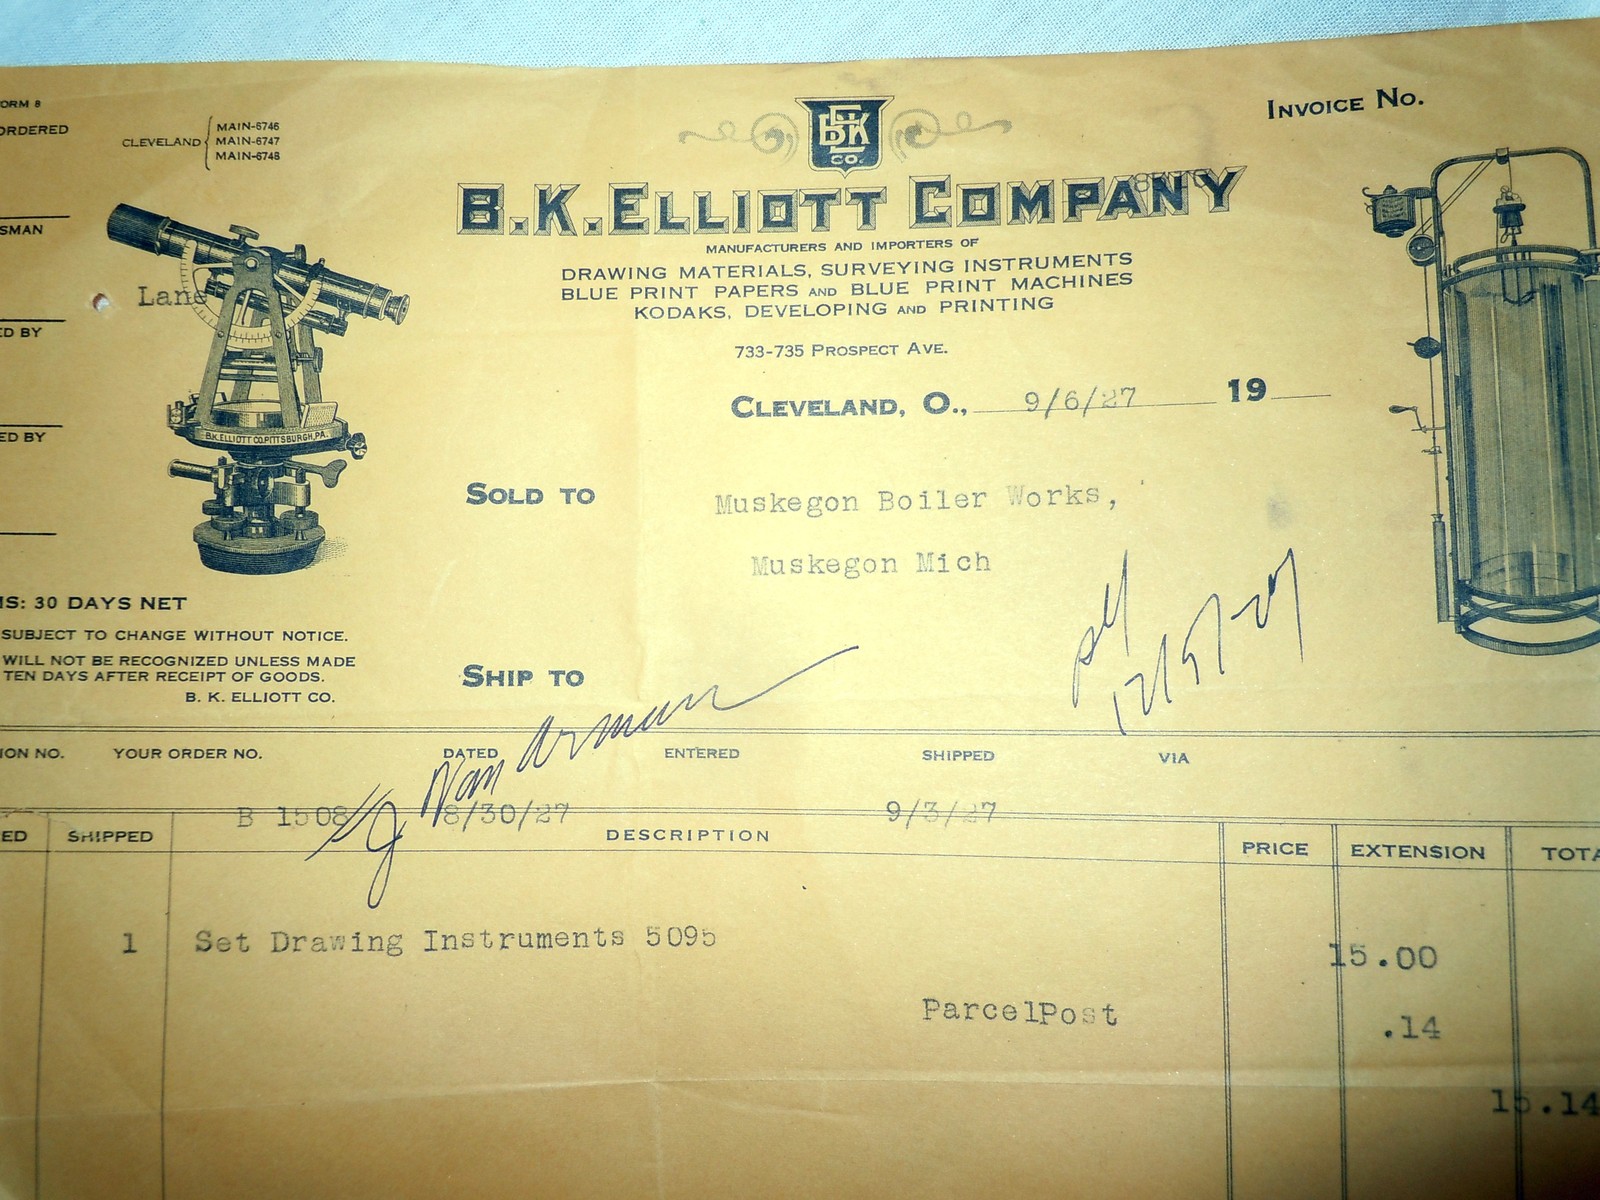 ORM 8
ORDERED
CLEVELAND
MAIN-6746
MAIN-6747
MAIN-6748
BEK
CO.
INVOICE NO.
B.K. ELLIOTT COMPANY
MANUFACTURERS AND IMPORTERS OF
DRAWING MATERIALS, SURVEYING INSTRUMENTS
BLUE PRINT PAPERS AND BLUE PRINT MACHINES
KODAKS, DEVELOPING AND PRINTING
733-735 PROSPECT AVE.
SMAN
Lane
ED BY
ED BY
B.K.ELLIOTT CO. PITTSBURGH, PA.
CLEVELAND, O., 9/6/27 19
SOLD TO Muskegon Boiler Works,
Muskegon Mich
S: 30 DAYS NET
SUBJECT TO CHANGE WITHOUT NOTICE.
WILL NOT BE RECOGNIZED UNLESS MADE
TEN DAYS AFTER RECEIPT OF GOODS.
B. K. ELLIOTT CO.
SHIP TO
ION NO. YOUR ORDER NO. DATED ENTERED SHIPPED VIA
B 1508 8/30/27 9/3/27
ED SHIPPED DESCRIPTION PRICE EXTENSION TOTA
1 Set Drawing Instruments 5095 15.00
ParcelPost .14
15.14